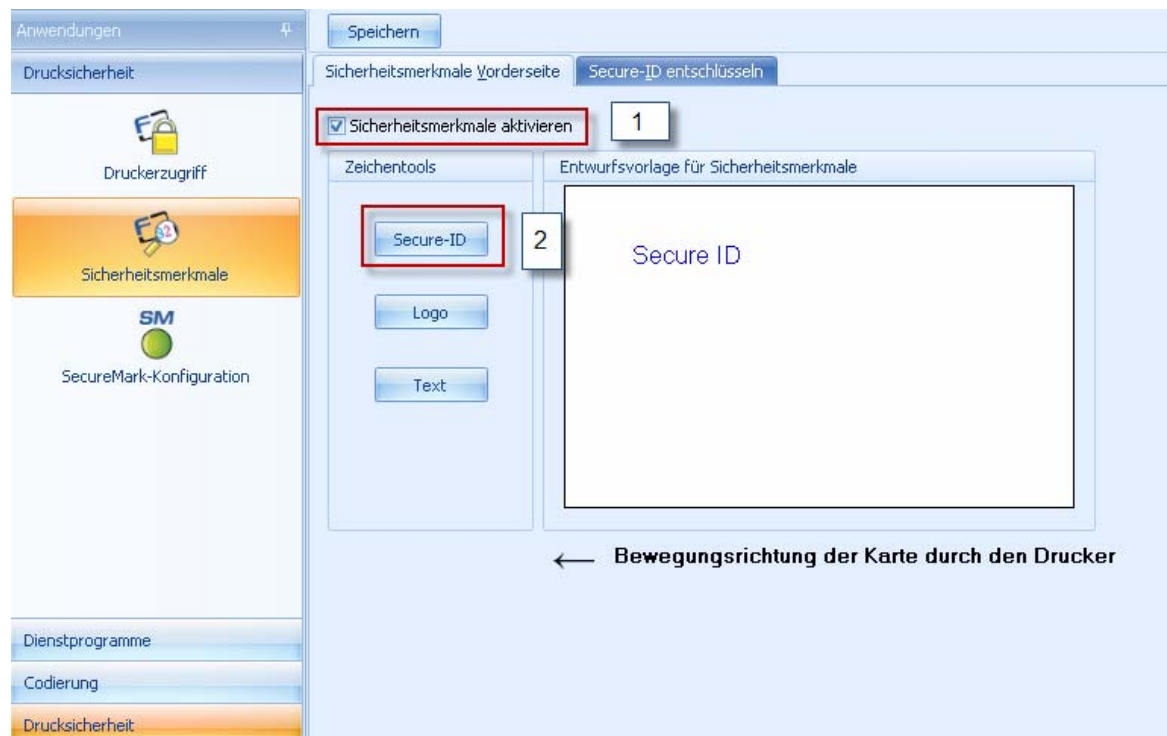 Anwendungen
Drucksicherheit
Druckerzugriff
Sicherheitsmerkmale
SM
SecureMark-Konfiguration
Dienstprogramme
Codierung
Drucksicherheit
Speichern
Sicherheitsmerkmale Vorderseite
Secure-ID entschlüsseln
Sicherheitsmerkmale aktivieren
1
Zeichentools
Secure-ID
2
Logo
Text
Entwurfsvorlage für Sicherheitsmerkmale
Secure ID
← Bewegungsrichtung der Karte durch den Drucker